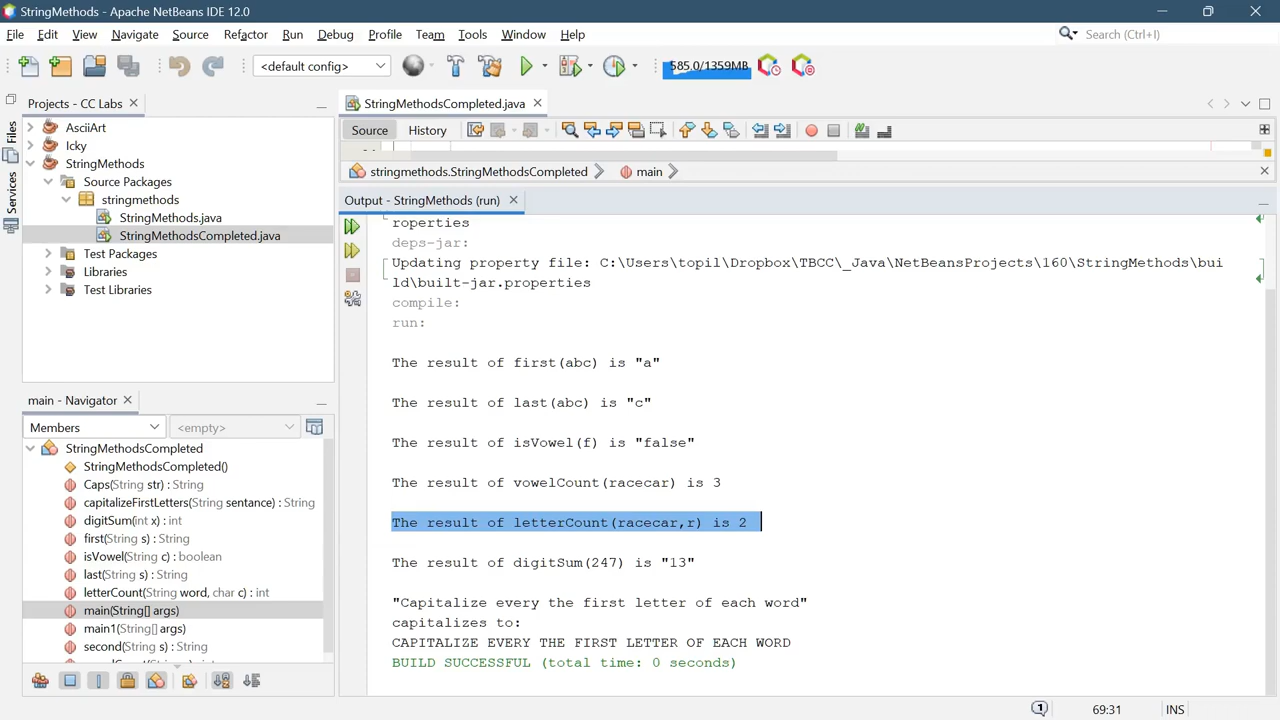 StringMethods - Apache NetBeans IDE 12.0
File Edit View Navigate Source Refactor Run Debug Profile Team Tools Window Help
Search (Ctrl+I)
<default config>
585.0/1359MB
Projects - CC Labs
StringMethodsCompleted.java
Files
AsciiArt
Icky
StringMethods
Source Packages
stringmethods
StringMethods.java
StringMethodsCompleted.java
Test Packages
Libraries
Test Libraries
Services
Source History
stringmethods.StringMethodsCompleted
main
Output - StringMethods (run)
roperties
deps-jar:
Updating property file: C:\Users\topil\Dropbox\TBCC\_Java\NetBeansProjects\160\StringMethods\bui
ld\built-jar.properties
compile:
run:
The result of first(abc) is "a"
The result of last(abc) is "c"
The result of isVowel(f) is "false"
The result of vowelCount(racecar) is 3
The result of letterCount(racecar,r) is 2
The result of digitSum(247) is "13"
"Capitalize every the first letter of each word"
capitalizes to:
CAPITALIZE EVERY THE FIRST LETTER OF EACH WORD
BUILD SUCCESSFUL (total time: 0 seconds)
main - Navigator
Members
<empty>
StringMethodsCompleted
StringMethodsCompleted()
Caps(String str) : String
capitalizeFirstLetters(String sentance) : String
digitSum(int x) : int
first(String s) : String
isVowel(String c) : boolean
last(String s) : String
letterCount(String word, char c) : int
main(String[] args)
main1(String[] args)
second(String s) : String
1
69:31
INS